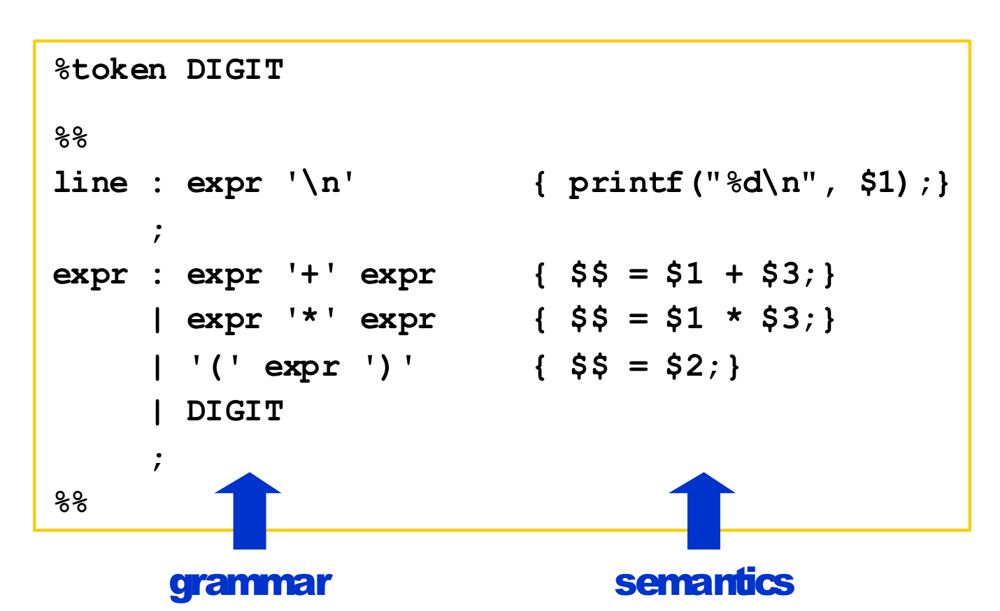 %token DIGIT
%%
line : expr '\n' { printf("%d\n", $1);}
;
expr : expr '+' expr { $$ = $1 + $3;}
| expr '*' expr { $$ = $1 * $3;}
| '(' expr ')' { $$ = $2;}
| DIGIT
;
%%
grammar semantics